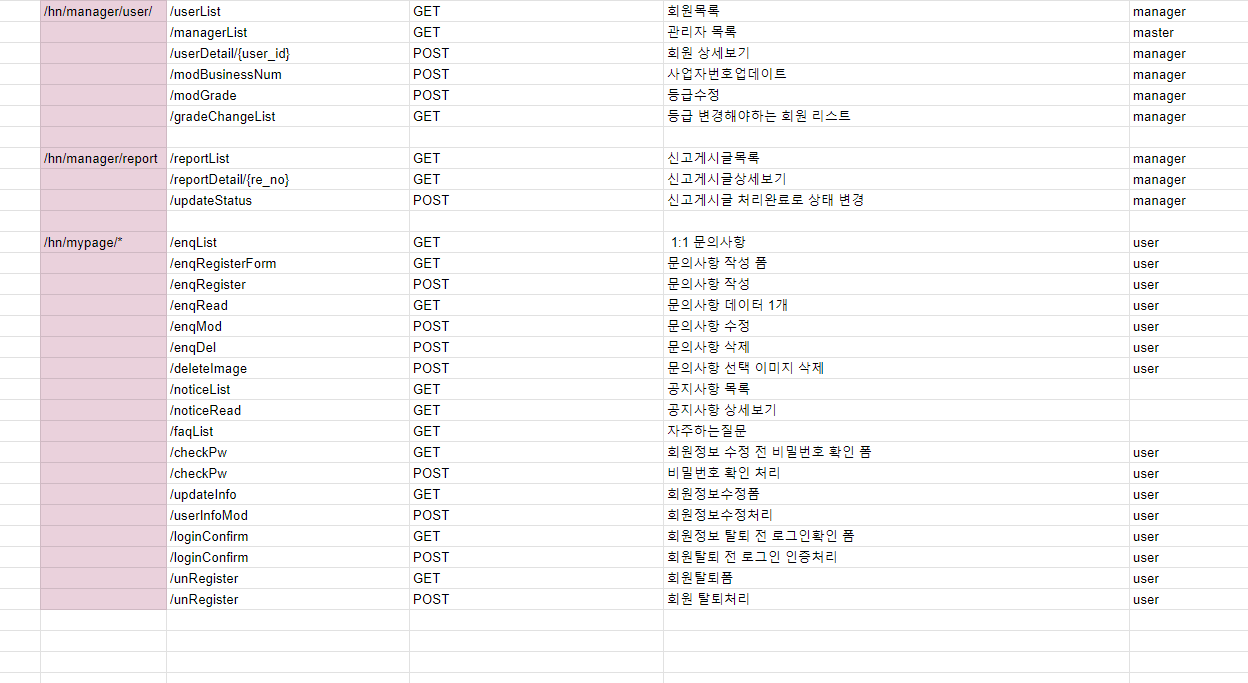 /hn/manager/user/ /userList GET 회원목록 manager
/managerList GET 관리자 목록 master
/userDetail/{user_id} POST 회원 상세보기 manager
/modBusinessNum POST 사업자번호업데이트 manager
/modGrade POST 등급수정 manager
/gradeChangeList GET 등급 변경해야하는 회원 리스트 manager
/hn/manager/report /reportList GET 신고게시글목록 manager
/reportDetail/{re_no} GET 신고게시글상세보기 manager
/updateStatus POST 신고게시글 처리완료로 상태 변경 manager
/hn/mypage/* /enqList GET 1:1 문의사항 user
/enqRegisterForm GET 문의사항 작성 폼 user
/enqRegister POST 문의사항 작성 user
/enqRead GET 문의사항 데이터 1개 user
/enqMod POST 문의사항 수정 user
/enqDel POST 문의사항 삭제 user
/deleteImage POST 문의사항 선택 이미지 삭제 user
/noticeList GET 공지사항 목록
/noticeRead GET 공지사항 상세보기
/faqList GET 자주하는질문
/checkPw GET 회원정보 수정 전 비밀번호 확인 폼 user
/checkPw POST 비밀번호 확인 처리 user
/updateInfo GET 회원정보수정폼 user
/userInfoMod POST 회원정보수정처리 user
/loginConfirm GET 회원정보 탈퇴 전 로그인확인 폼 user
/loginConfirm POST 회원탈퇴 전 로그인 인증처리 user
/unRegister GET 회원탈퇴폼 user
/unRegister POST 회원 탈퇴처리 user